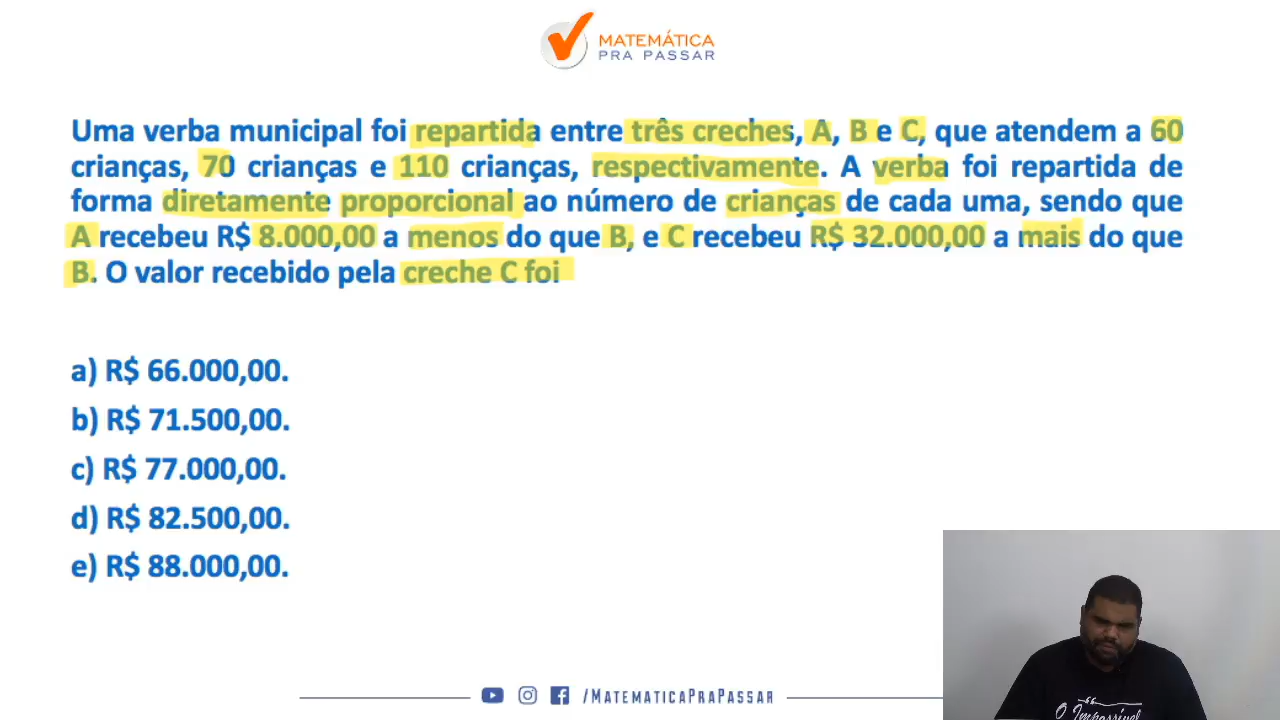 MATEMÁTICA
PRA PASSAR
Uma verba municipal foi repartida entre três creches, A, B e C, que atendem a 60
crianças, 70 crianças e 110 crianças, respectivamente. A verba foi repartida de
forma diretamente proporcional ao número de crianças de cada uma, sendo que
A recebeu R$ 8.000,00 a menos do que B, e C recebeu R$ 32.000,00 a mais do que
B. O valor recebido pela creche C foi
a) R$ 66.000,00.
b) R$ 71.500,00.
c) R$ 77.000,00.
d) R$ 82.500,00.
e) R$ 88.000,00.
/MATEMATICAPRAPASSAR
O Impossível